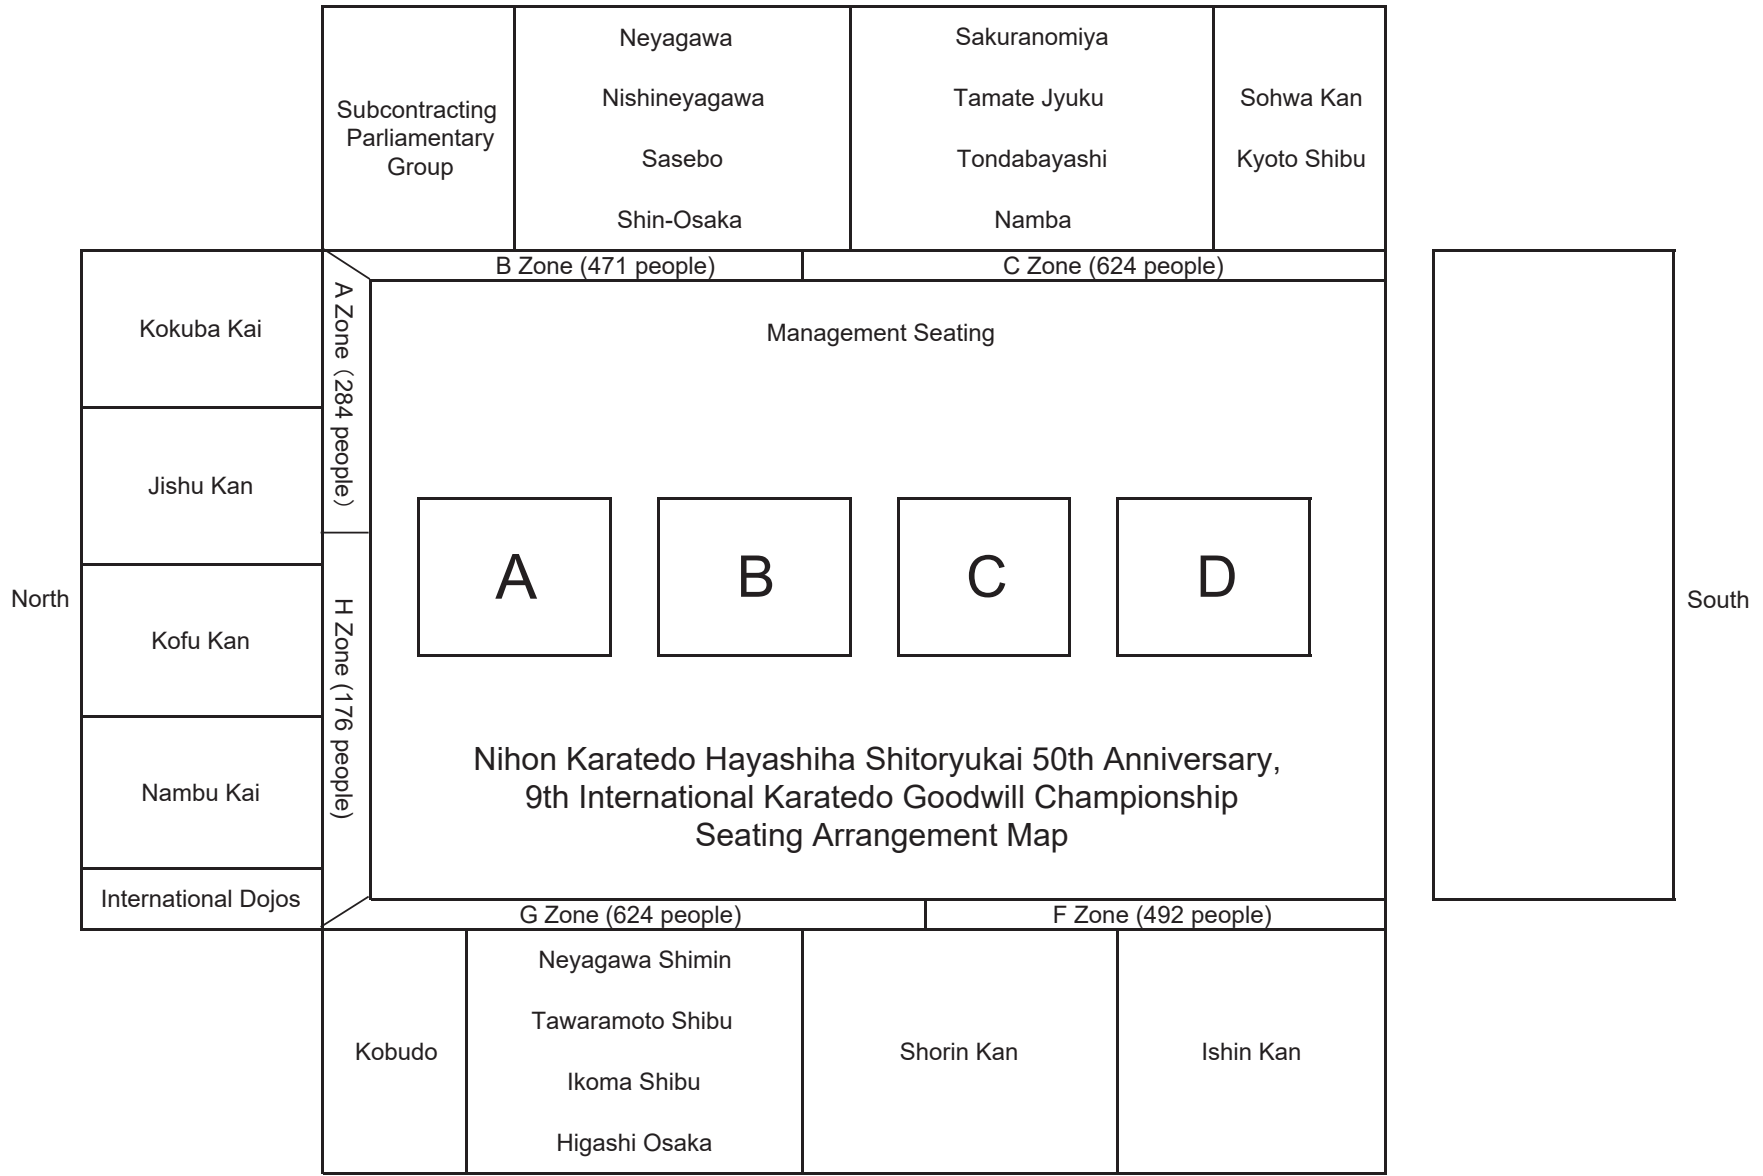 Subcontracting
Parliamentary
Group
Neyagawa
Nishineyagawa
Sasebo
Shin-Osaka
Sakuranomiya
Tamate Jyuku
Tondabayashi
Namba
Sohwa Kan
Kyoto Shibu
B Zone (471 people)
C Zone (624 people)
Kokuba Kai
Jishu Kan
Kofu Kan
Nambu Kai
International Dojos
A Zone（284 people）
H Zone (176 people)
North
South
Management Seating
A
B
C
D
Nihon Karatedo Hayashiha Shitoryukai 50th Anniversary,
9th International Karatedo Goodwill Championship
Seating Arrangement Map
G Zone (624 people)
F Zone (492 people)
Kobudo
Neyagawa Shimin
Tawaramoto Shibu
Ikoma Shibu
Higashi Osaka
Shorin Kan
Ishin Kan